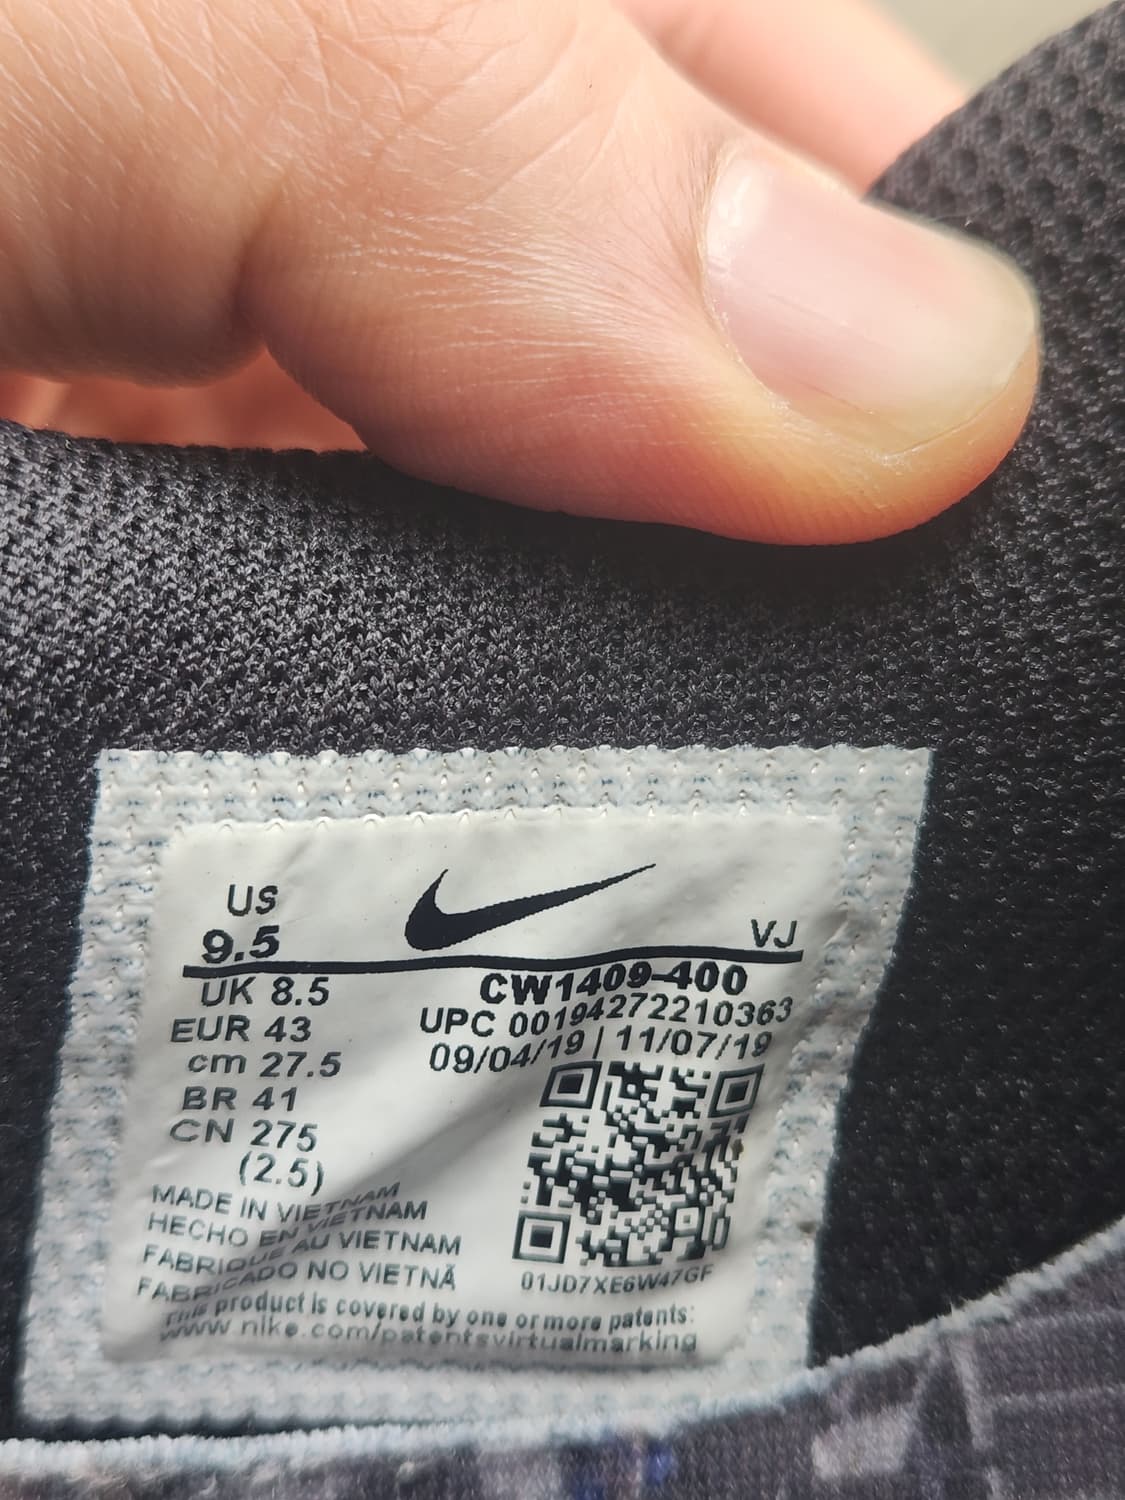 US
9.5
VJ
UK 8.5
EUR 43
cm 27.5
BR 41
CN 275
(2.5)
CW1409-400
UPC 00194272210363
09/04/19 | 11/07/19
MADE IN VIETNAM
HECHO EN VIETNAM
FABRIQUE AU VIETNAM
FABRICADO NO VIETNÃ
01JD7XE6W47GF
This product is covered by one or more patents:
www.nike.com/patentsvirtualmarking